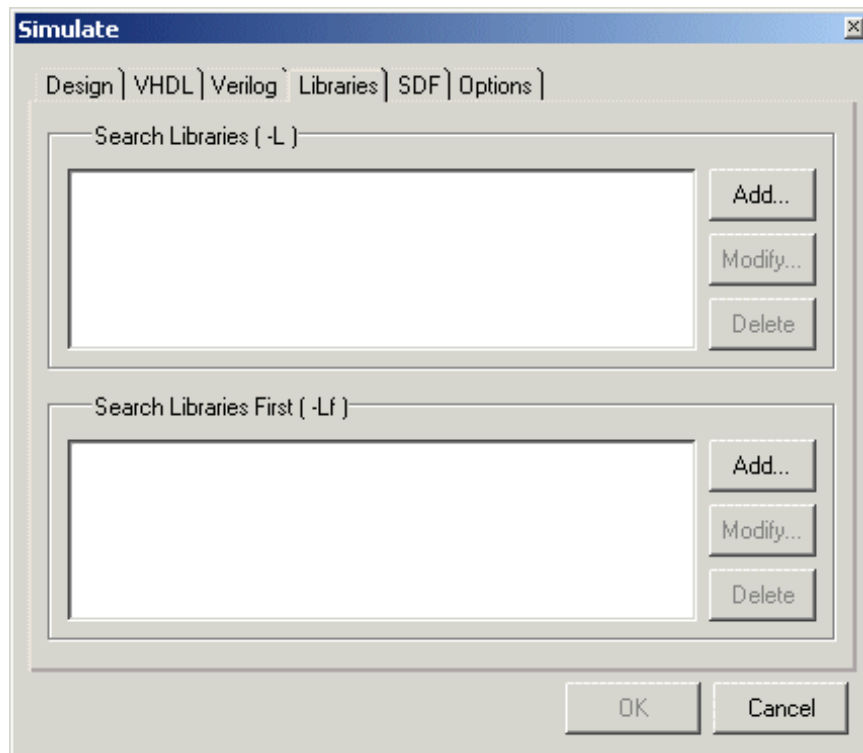 Simulate
Design VHDL Verilog Libraries SDF Options
Search Libraries ( -L )
Add...
Modify...
Delete
Search Libraries First ( -Lf )
Add...
Modify...
Delete
OK Cancel